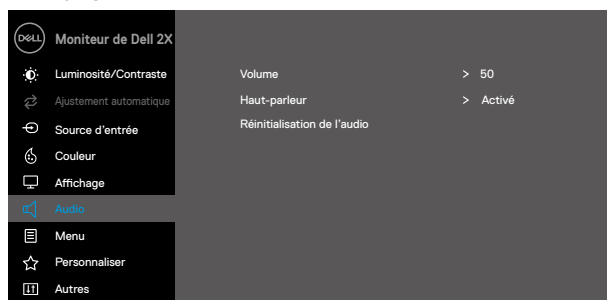 DELL
Moniteur de Dell 2X
Luminosité/Contraste
Volume > 50
Ajustement automatique
Haut-parleur > Activé
Source d'entrée
Réinitialisation de l'audio
Couleur
Affichage
Audio
Menu
Personnaliser
Autres